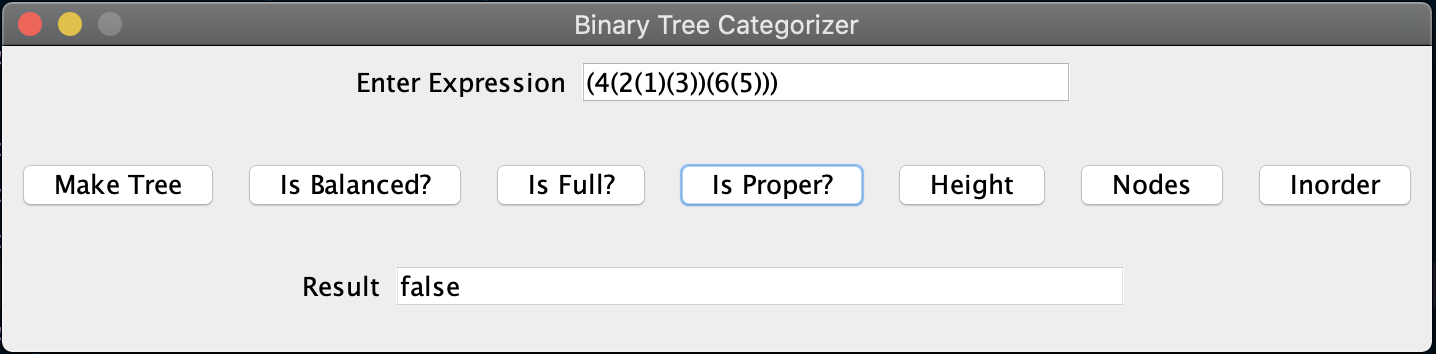 Binary Tree Categorizer
Enter Expression (4(2(1)(3))(6(5)))
Make Tree Is Balanced? Is Full? Is Proper? Height Nodes Inorder
Result false